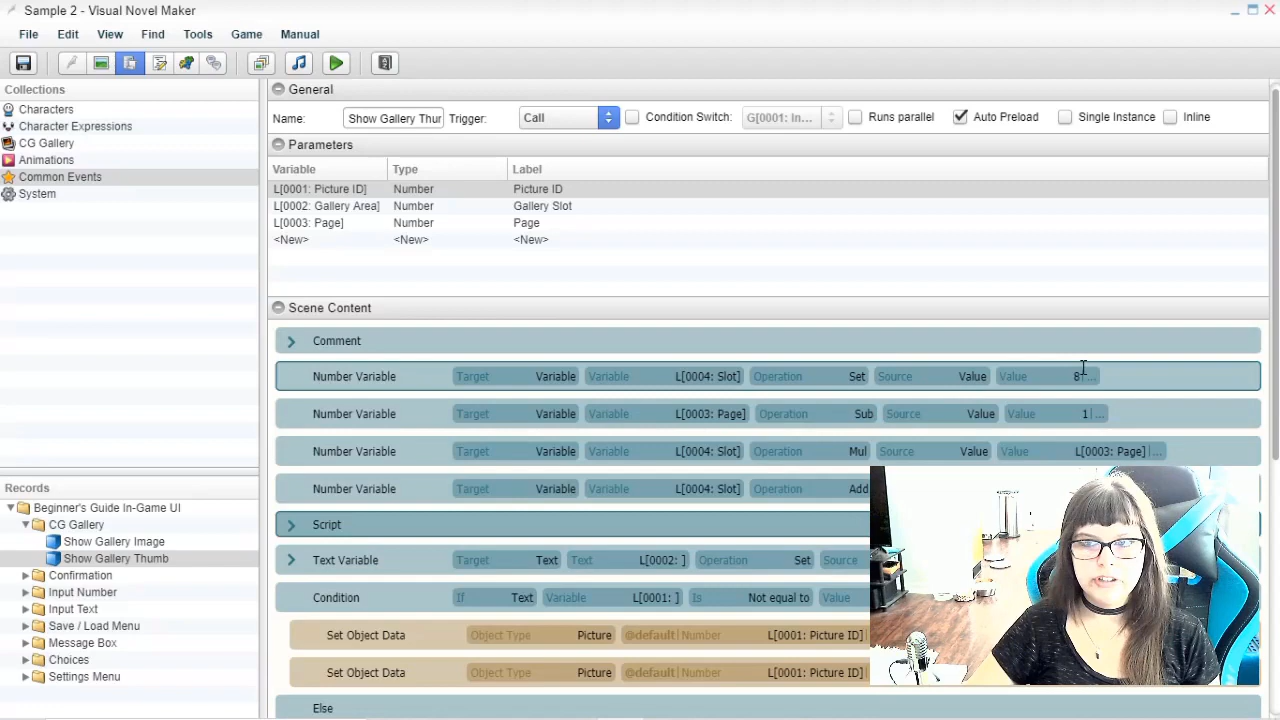 Sample 2 - Visual Novel Maker
File Edit View Find Tools Game Manual
Collections
Characters
Character Expressions
CG Gallery
Animations
Common Events
System
Records
Beginner's Guide In-Game UI
CG Gallery
Show Gallery Image
Show Gallery Thumb
Confirmation
Input Number
Input Text
Save / Load Menu
Message Box
Choices
Settings Menu
General
Name: Show Gallery Thur Trigger: Call Condition Switch: G[0001: In... Runs parallel Auto Preload Single Instance Inline
Parameters
Variable Type Label
L[0001: Picture ID] Number Picture ID
L[0002: Gallery Area] Number Gallery Slot
L[0003: Page] Number Page
<New> <New> <New>
Scene Content
Comment
Number Variable Target Variable Variable L[0004: Slot] Operation Set Source Value Value 8 ...
Number Variable Target Variable Variable L[0003: Page] Operation Sub Source Value Value 1 ...
Number Variable Target Variable Variable L[0004: Slot] Operation Mul Source Value Value L[0003: Page] ...
Number Variable Target Variable Variable L[0004: Slot] Operation Add
Script
Text Variable Target Text Text L[0002: ] Operation Set Source
Condition If Text Variable L[0001: ] Is Not equal to Value
Set Object Data Object Type Picture @default Number L[0001: Picture ID]
Set Object Data Object Type Picture @default Number L[0001: Picture ID]
Else